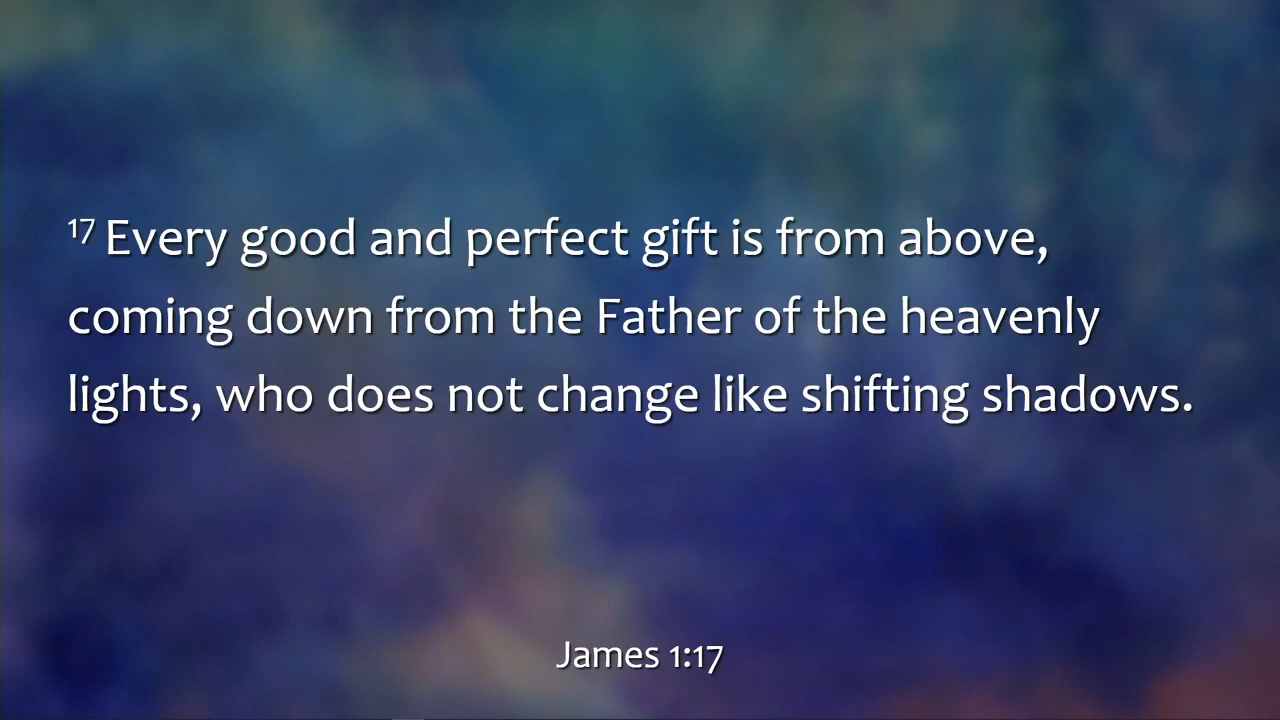 17 Every good and perfect gift is from above,
coming down from the Father of the heavenly
lights, who does not change like shifting shadows.
James 1:17